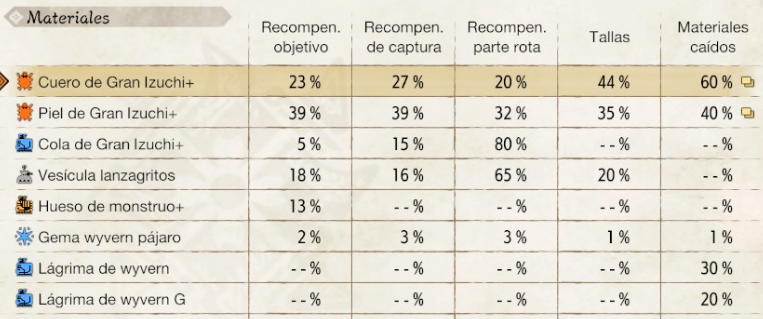 Materiales
Recompen. objetivo Recompen. de captura Recompen. parte rota Tallas Materiales caídos
Cuero de Gran Izuchi+ 23 % 27 % 20 % 44 % 60 %
Piel de Gran Izuchi+ 39 % 39 % 32 % 35 % 40 %
Cola de Gran Izuchi+ 5 % 15 % 80 % - - % - - %
Vesícula lanzagritos 18 % 16 % 65 % 20 % - - %
Hueso de monstruo+ 13 % - - % - - % - - % - - %
Gema wyvern pájaro 2 % 3 % 3 % 1 % 1 %
Lágrima de wyvern - - % - - % - - % - - % 30 %
Lágrima de wyvern G - - % - - % - - % - - % 20 %